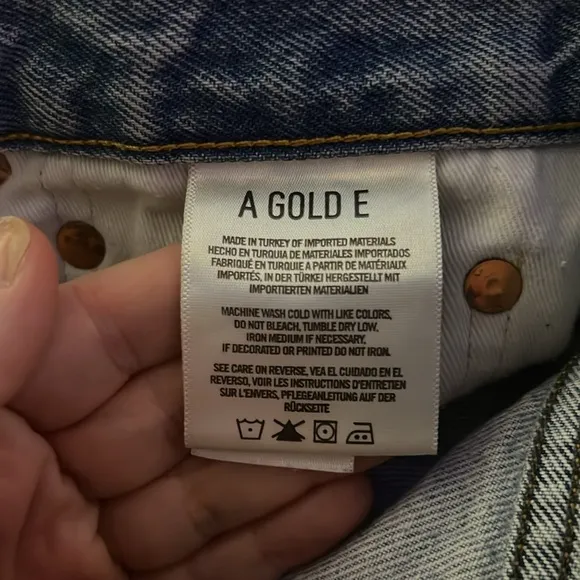 A GOLD E
MADE IN TURKEY OF IMPORTED MATERIALS
HECHO EN TURQUIA DE MATERIALES IMPORTADOS
FABRIQUÉ EN TURQUIE A PARTIR DE MATÉRIAUX
IMPORTÉS, IN DER TÜRKEI HERGESTELLT MIT
IMPORTIERTEN MATERIALIEN
MACHINE WASH COLD WITH LIKE COLORS,
DO NOT BLEACH, TUMBLE DRY LOW.
IRON MEDIUM IF NECESSARY.
IF DECORATED OR PRINTED DO NOT IRON.
SEE CARE ON REVERSE, VEA EL CUIDADO EN EL
REVERSO, VOIR LES INSTRUCTIONS D'ENTRETIEN
SUR L'ENVERS, PFLEGEANLEITUNG AUF DER
RÜCKSEITE